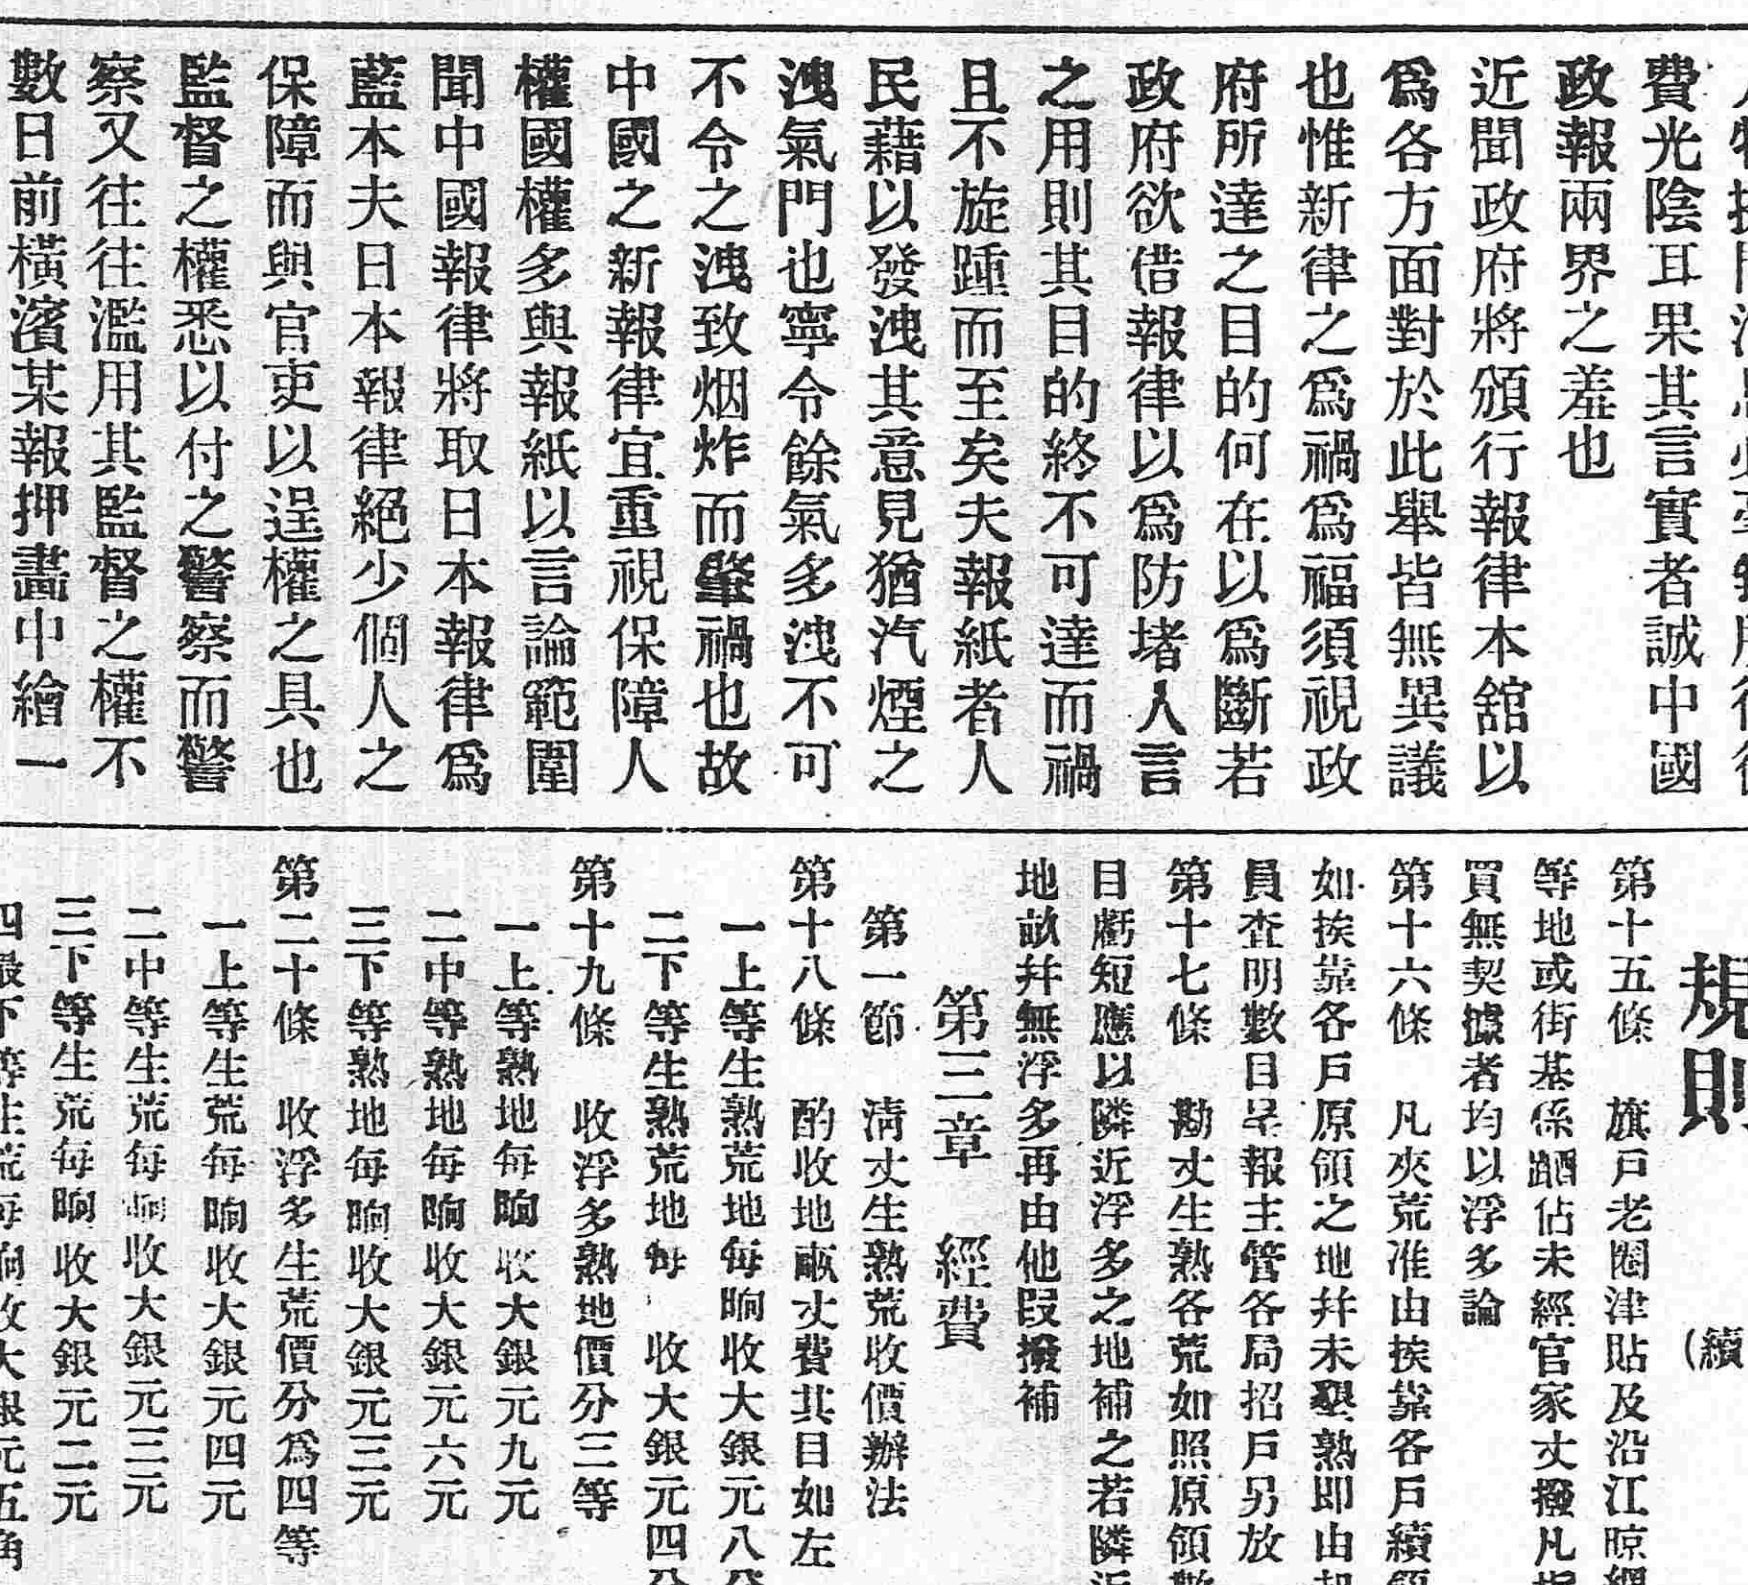 費光陰耳果其言實者誠中國
政報兩界之羞也
近聞政府將頒行報律本舘以
爲各方面對於此舉皆無異議
也惟新律之爲禍爲福須視政
府所達之目的何在以爲斷若
政府欲借報律以爲防堵人言
之用則其目的終不可達而禍
且不旋踵而至矣夫報紙者人
民藉以發洩其意見猶汽煙之
洩氣門也寧令餘氣多洩不可
不令之洩致烟炸而肇禍也故
中國之新報律宜重視保障人
權國權多與報紙以言論範圍
聞中國報律將取日本報律爲
藍本夫日本報律絕少個人之
保障而與官吏以逞權之具也
監督之權悉以付之警察而警
察又往往濫用其監督之權不
數日前橫濱某報押畫中繪一
規則 (續
第十五條 旗戶老圈津貼及沿江晾網
等地或街基係跴佔未經官家丈撥凡
買無契據者均以浮多論
第十六條 凡夾荒准由挨靠各戶續
如挨靠各戶原領之地幷未墾熟即由
員查明數目呈報主管各局招戶另放
第十七條 勘丈生熟各荒如照原領
目虧短應以隣近浮多之地補之若隣
地畝幷無浮多再由他段撥補
第三章 經費
第一節 淸丈生熟荒收價辦法
第十八條 酌收地畝丈費其目如左
一上等生熟荒地每晌收大銀元八
二下等生熟荒地每 收大銀元四
第十九條 收浮多熟地價分三等
一上等熟地每晌收大銀元九元
二中等熟地每晌收大銀元六元
三下等熟地每晌收大銀元三元
第二十條 收浮多生荒價分爲四等
一上等生荒每晌收大銀元四元
二中等生荒每晌收大銀元三元
三下等生荒每晌收大銀元二元
四最下等生荒每晌收大銀元五角